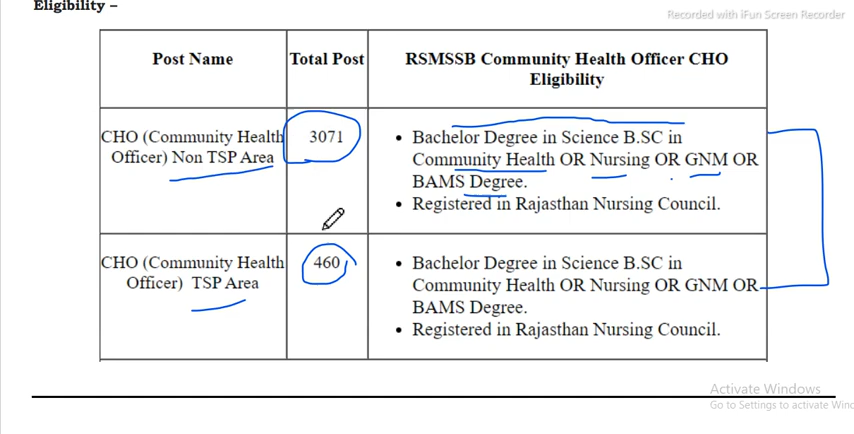 Eligibility –
Recorded with iFun Screen Recorder
Post Name
Total Post
RSMSSB Community Health Officer CHO
Eligibility
CHO (Community Health
Officer) Non TSP Area
3071
• Bachelor Degree in Science B.SC in
Community Health OR Nursing OR GNM OR
BAMS Degree.
• Registered in Rajasthan Nursing Council.
CHO (Community Health
Officer) TSP Area
460
• Bachelor Degree in Science B.SC in
Community Health OR Nursing OR GNM OR
BAMS Degree.
• Registered in Rajasthan Nursing Council.
Activate Windows
Go to Settings to activate Winc